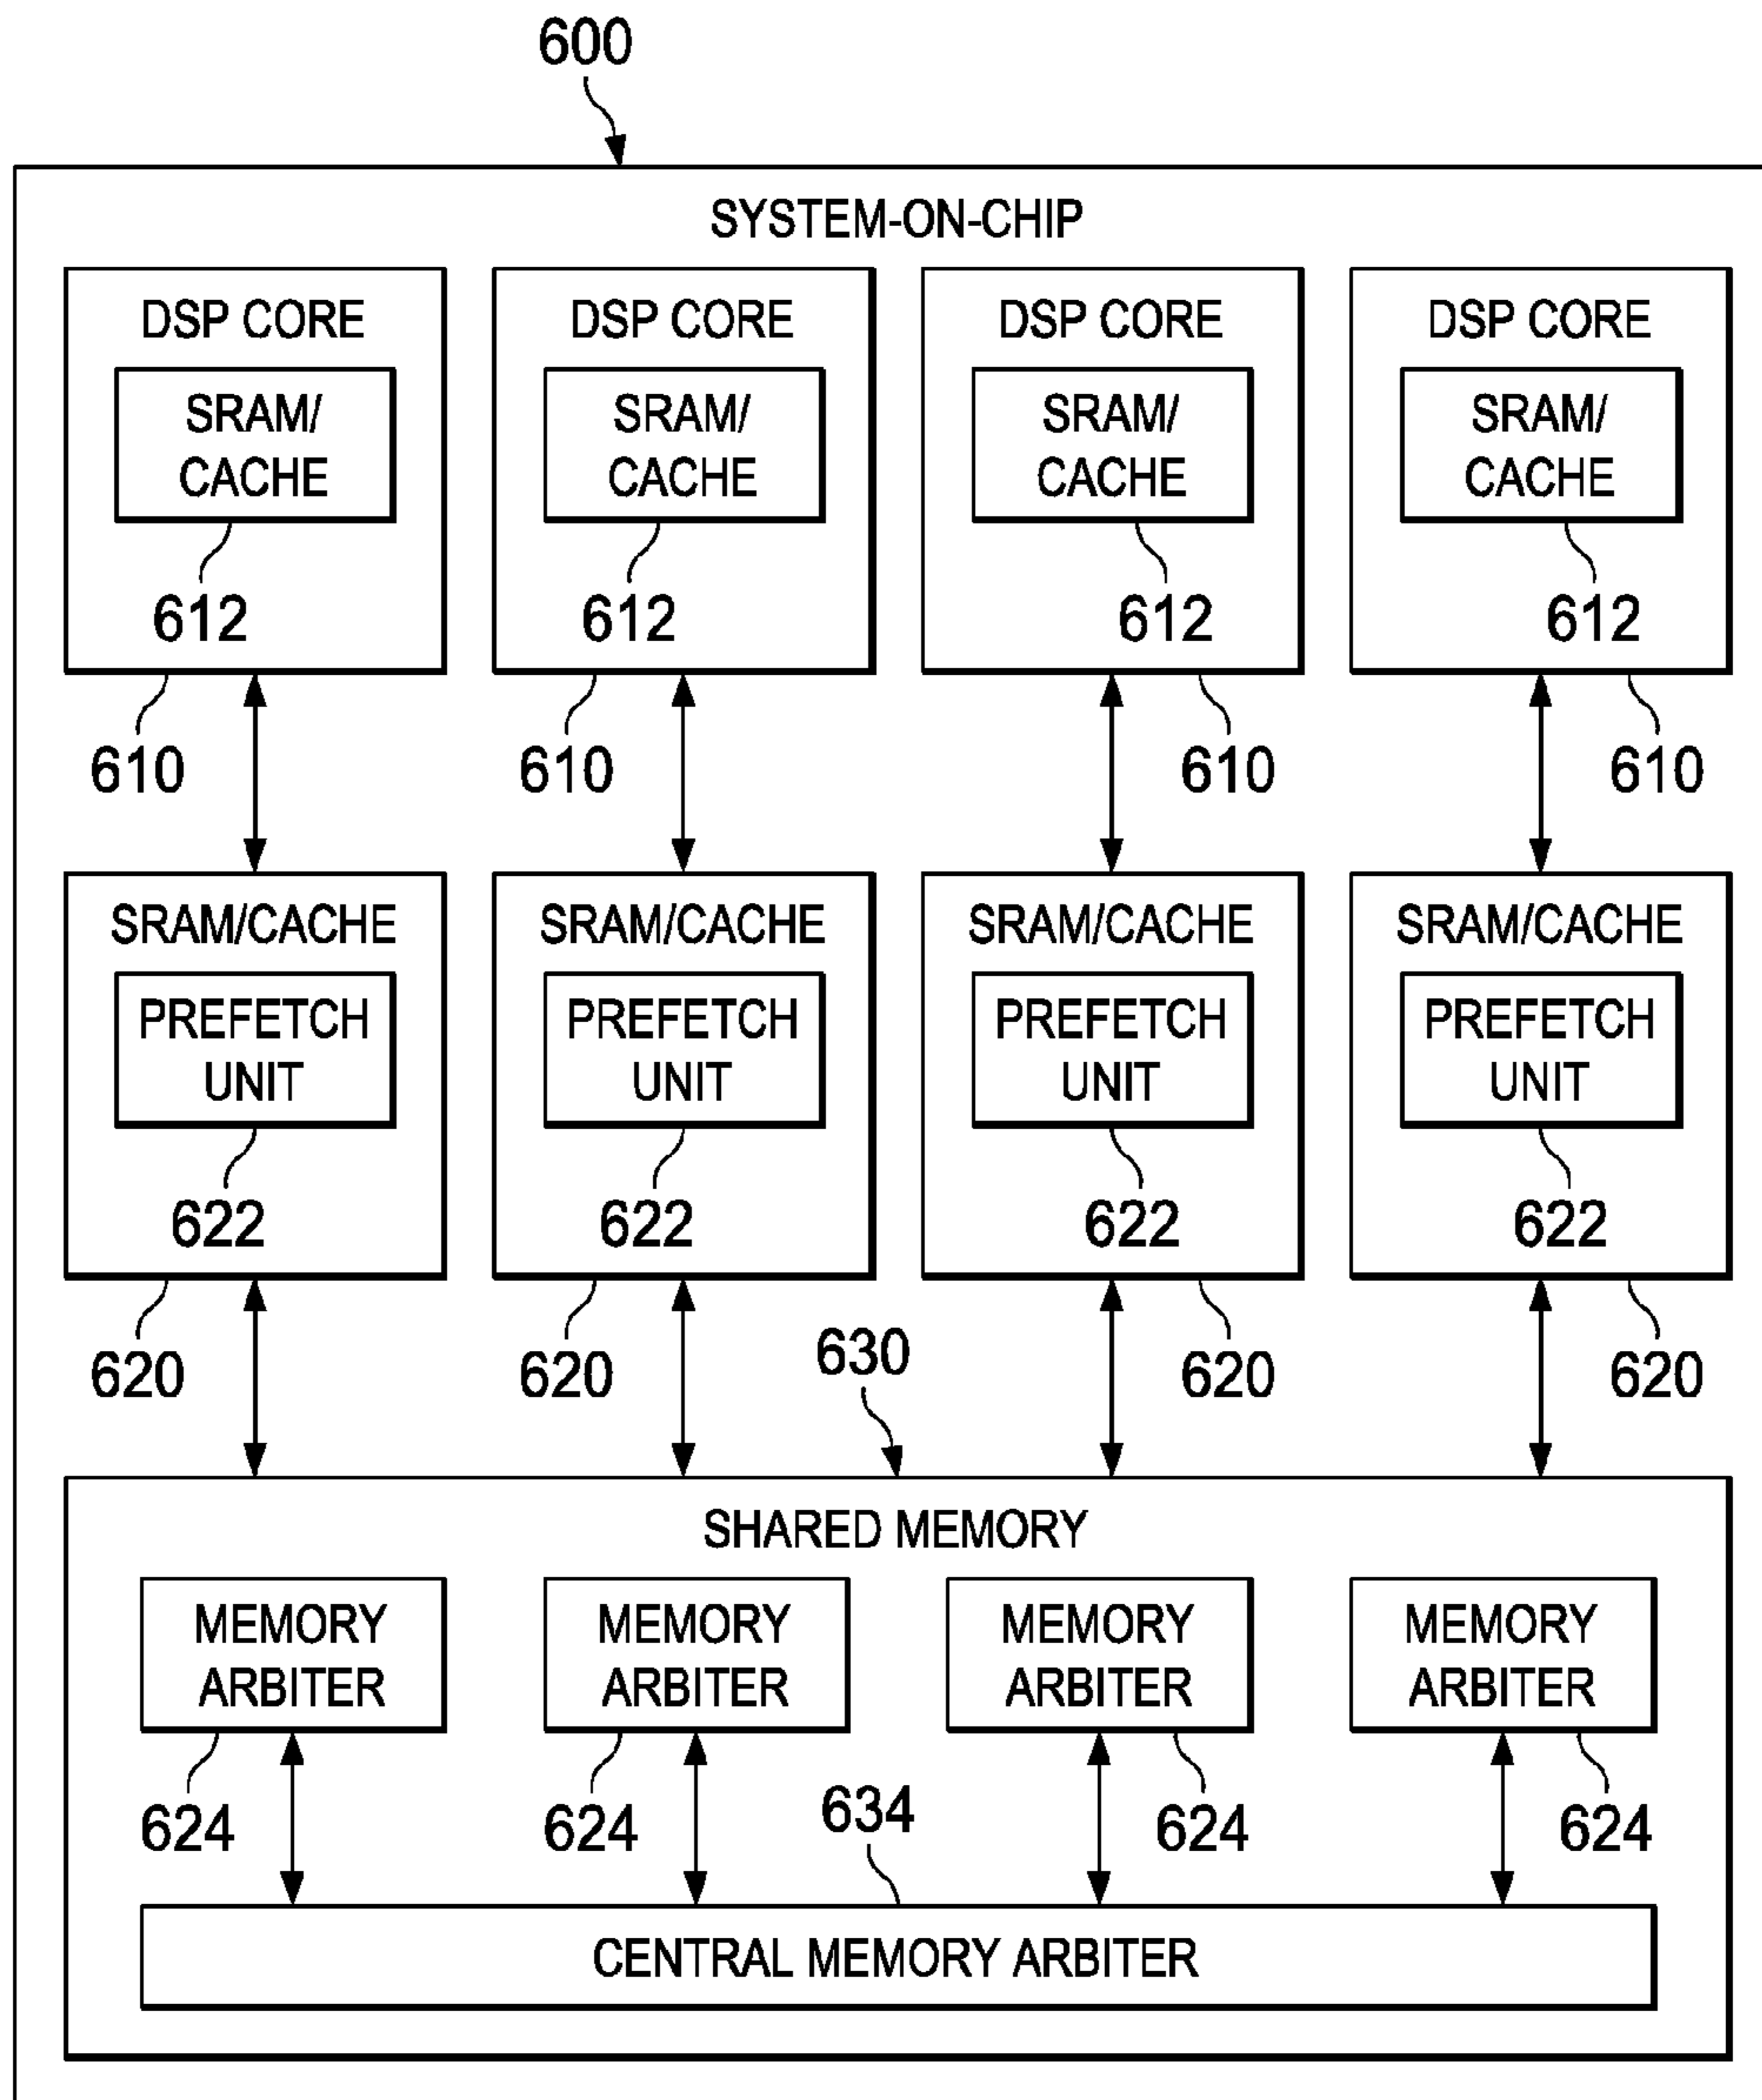 600
SYSTEM-ON-CHIP
DSP CORE DSP CORE DSP CORE DSP CORE
SRAM/ SRAM/ SRAM/ SRAM/
CACHE CACHE CACHE CACHE
612 612 612 612
610 610 610 610
SRAM/CACHE SRAM/CACHE SRAM/CACHE SRAM/CACHE
PREFETCH PREFETCH PREFETCH PREFETCH
UNIT UNIT UNIT UNIT
622 622 622 622
620 620 630 620 620
SHARED MEMORY
MEMORY MEMORY MEMORY MEMORY
ARBITER ARBITER ARBITER ARBITER
624 624 634 624 624
CENTRAL MEMORY ARBITER